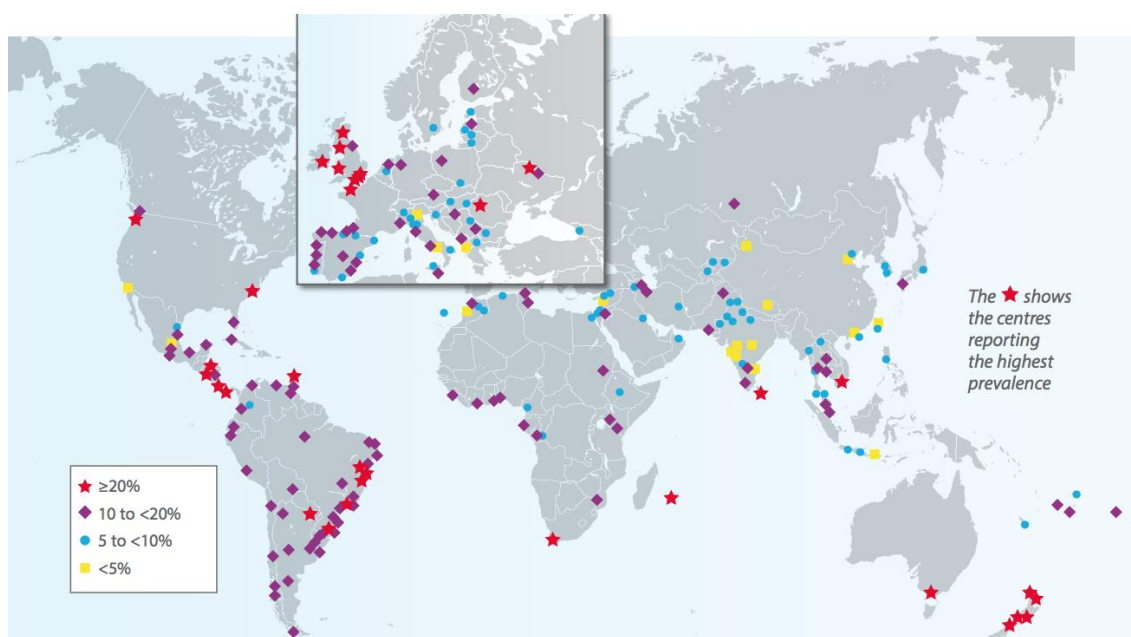 The ★ shows
the centres
reporting
the highest
prevalence
≥20%
10 to <20%
5 to <10%
<5%